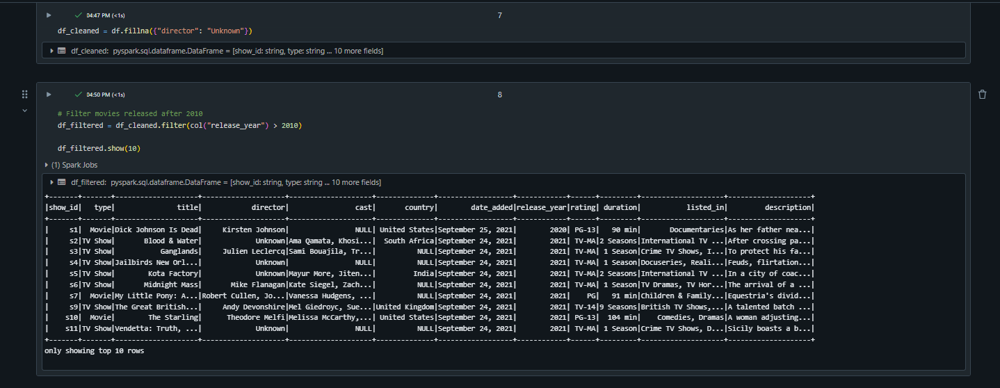 04:47 PM (<1s)
7
df_cleaned = df.fillna({"director": "Unknown"})
df_cleaned: pyspark.sql.dataframe.DataFrame = [show_id: string, type: string ... 10 more fields]
04:50 PM (<1s)
8
# Filter movies released after 2010
df_filtered = df_cleaned.filter(col("release_year") > 2010)
df_filtered.show(10)
(1) Spark Jobs
df_filtered: pyspark.sql.dataframe.DataFrame = [show_id: string, type: string ... 10 more fields]
+-------+-------+--------------------+--------------------+--------------------+--------------+------------------+------------+------+---------+--------------------+--------------------+
|show_id|   type|               title|            director|                cast|       country|        date_added|release_year|rating| duration|           listed_in|         description|
+-------+-------+--------------------+--------------------+--------------------+--------------+------------------+------------+------+---------+--------------------+--------------------+
|     s1|  Movie|Dick Johnson Is Dead|     Kirsten Johnson|                NULL| United States|September 25, 2021|        2020| PG-13|   90 min|       Documentaries|As her father nea...|
|     s2|TV Show|       Blood & Water|             Unknown|Ama Qamata, Khosi...|  South Africa|September 24, 2021|        2021| TV-MA|2 Seasons|International TV ...|After crossing pa...|
|     s3|TV Show|           Ganglands|     Julien Leclercq|Sami Bouajila, Tr...|          NULL|September 24, 2021|        2021| TV-MA| 1 Season|Crime TV Shows, I...|To protect his fa...|
|     s4|TV Show|Jailbirds New Orl...|             Unknown|                NULL|          NULL|September 24, 2021|        2021| TV-MA| 1 Season|Docuseries, Reali...|Feuds, flirtation...|
|     s5|TV Show|        Kota Factory|             Unknown|Mayur More, Jiten...|         India|September 24, 2021|        2021| TV-MA|2 Seasons|International TV ...|In a city of coac...|
|     s6|TV Show|       Midnight Mass|       Mike Flanagan|Kate Siegel, Zach...|          NULL|September 24, 2021|        2021| TV-MA| 1 Season|TV Dramas, TV Hor...|The arrival of a ...|
|     s7|  Movie|My Little Pony: A...|Robert Cullen, Jo...|Vanessa Hudgens, ...|          NULL|September 24, 2021|        2021|    PG|   91 min|Children & Family...|Equestria's divid...|
|     s9|TV Show|The Great British...|     Andy Devonshire|Mel Giedroyc, Sue...|United Kingdom|September 24, 2021|        2021| TV-14|9 Seasons|British TV Shows,...|A talented batch ...|
|    s10|  Movie|        The Starling|      Theodore Melfi|Melissa McCarthy,...| United States|September 24, 2021|        2021| PG-13|  104 min|    Comedies, Dramas|A woman adjusting...|
|    s11|TV Show|Vendetta: Truth, ...|             Unknown|                NULL|          NULL|September 24, 2021|        2021| TV-MA| 1 Season|Crime TV Shows, D...|Sicily boasts a b...|
+-------+-------+--------------------+--------------------+--------------------+--------------+------------------+------------+------+---------+--------------------+--------------------+
only showing top 10 rows